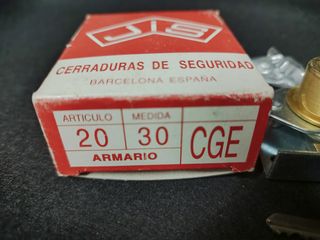 JiS
CERRADURAS DE SEGURIDAD
BARCELONA ESPAÑA
ARTICULO MEDIDA
20 30 CGE
ARMARIO